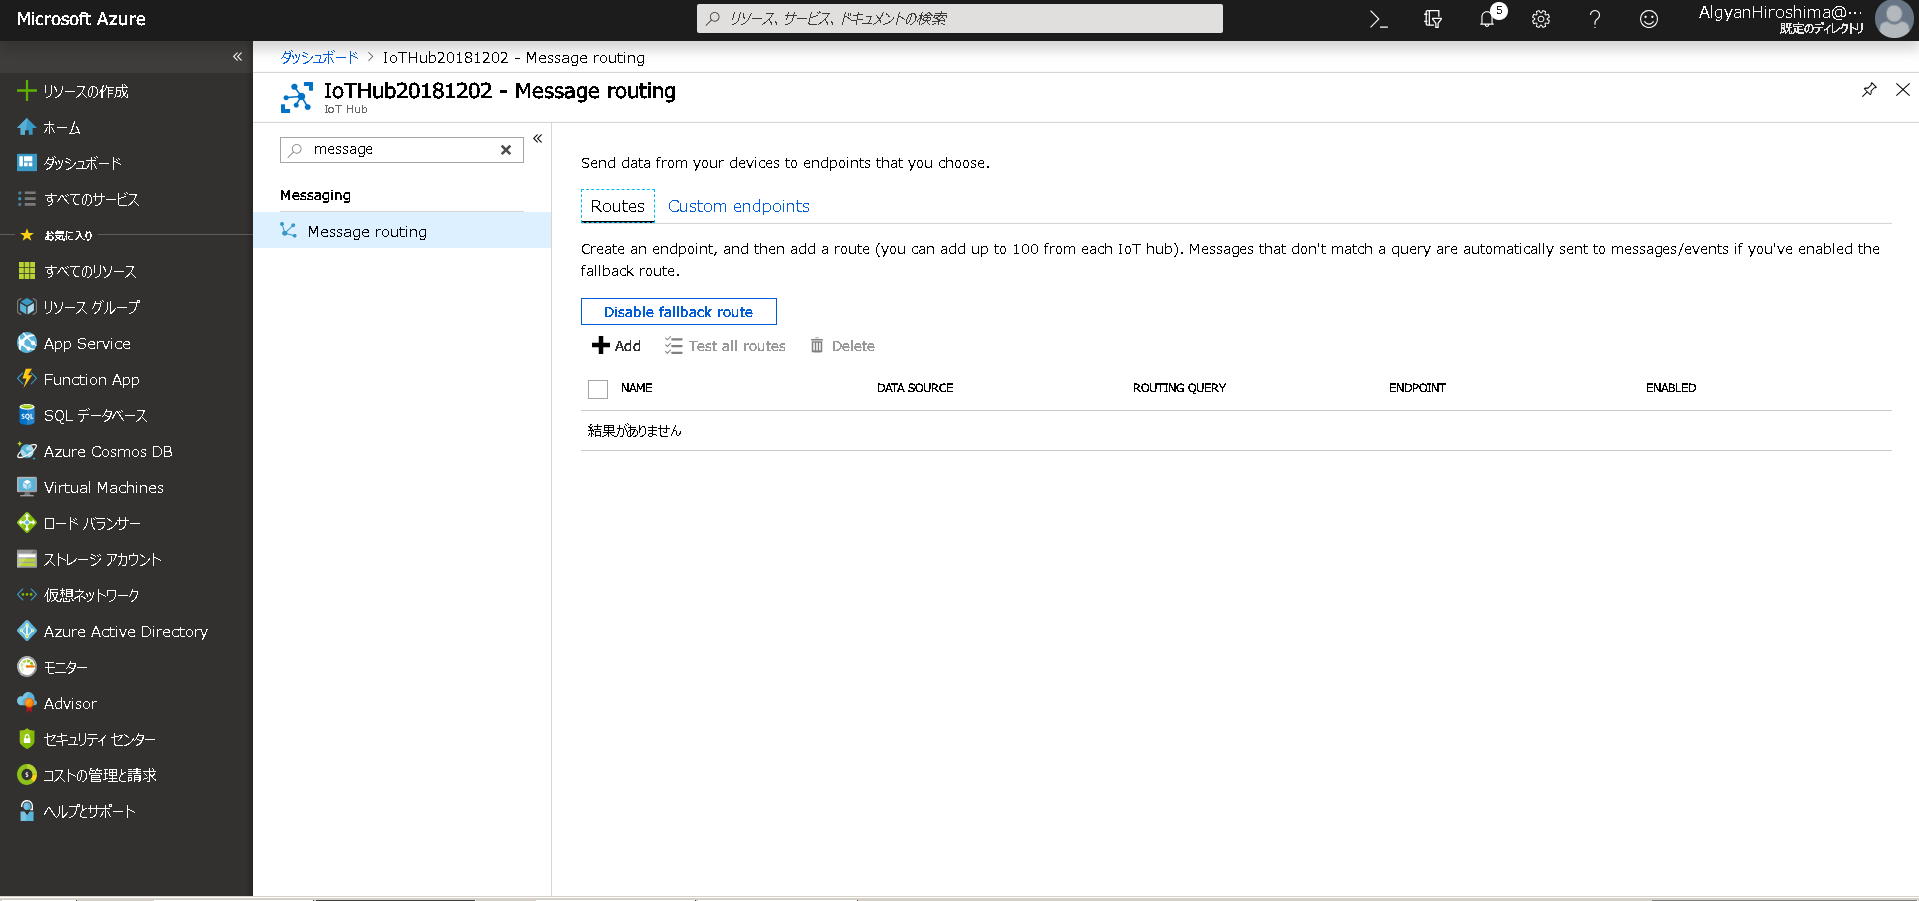 Microsoft Azure
リソース、サービス、ドキュメントの検索
5
AlgyanHiroshima@…
既定のディレクトリ
リソースの作成
ホーム
ダッシュボード
すべてのサービス
お気に入り
すべてのリソース
リソース グループ
App Service
Function App
SQL データベース
Azure Cosmos DB
Virtual Machines
ロード バランサー
ストレージ アカウント
仮想ネットワーク
Azure Active Directory
モニター
Advisor
セキュリティ センター
コストの管理と請求
ヘルプとサポート
ダッシュボード > IoTHub20181202 - Message routing
IoTHub20181202 - Message routing
IoT Hub
message
Messaging
Message routing
Send data from your devices to endpoints that you choose.
Routes Custom endpoints
Create an endpoint, and then add a route (you can add up to 100 from each IoT hub). Messages that don't match a query are automatically sent to messages/events if you've enabled the
fallback route.
Disable fallback route
Add Test all routes Delete
NAME DATA SOURCE ROUTING QUERY ENDPOINT ENABLED
結果がありません